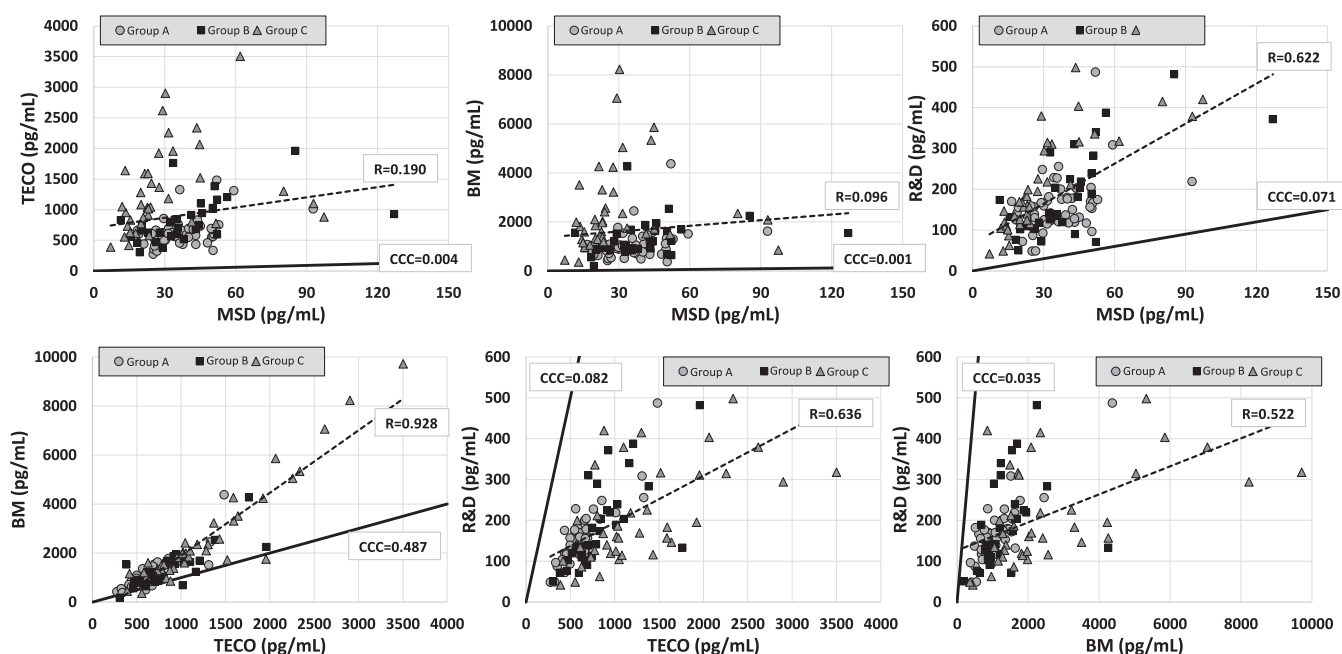 Group A Group B Group C
4000
3500
3000
2500
2000
1500
1000
500
0
TECO (pg/mL)
R=0.190
CCC=0.004
0 30 60 90 120 150
MSD (pg/mL)
Group A Group B Group C
10000
8000
6000
4000
2000
0
BM (pg/mL)
R=0.096
CCC=0.001
0 30 60 90 120 150
MSD (pg/mL)
Group A Group B
600
500
400
300
200
100
0
R&D (pg/mL)
R=0.622
CCC=0.071
0 30 60 90 120 150
MSD (pg/mL)
Group A Group B Group C
10000
8000
6000
4000
2000
0
BM (pg/mL)
R=0.928
CCC=0.487
0 500 1000 1500 2000 2500 3000 3500 4000
TECO (pg/mL)
Group A Group B Group C
600
500
400
300
200
100
0
R&D (pg/mL)
CCC=0.082
R=0.636
0 500 1000 1500 2000 2500 3000 3500 4000
TECO (pg/mL)
Group A Group B Group C
600
500
400
300
200
100
0
R&D (pg/mL)
CCC=0.035
R=0.522
0 2000 4000 6000 8000 10000
BM (pg/mL)